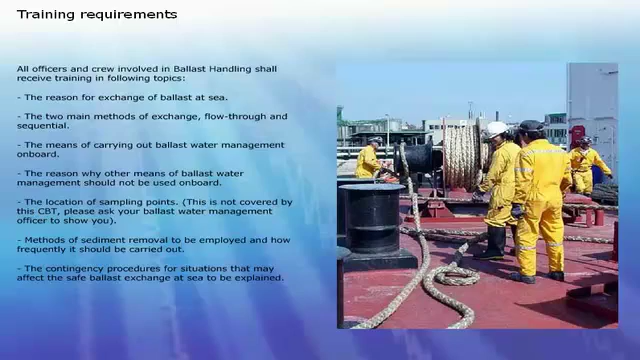 Training requirements
All officers and crew involved in Ballast Handling shall
receive training in following topics:
- The reason for exchange of ballast at sea.
- The two main methods of exchange, flow-through and
sequential.
- The means of carrying out ballast water management
onboard.
- The reason why other means of ballast water
management should not be used onboard.
- The location of sampling points. (This is not covered by
this CBT, please ask your ballast water management
officer to show you).
- Methods of sediment removal to be employed and how
frequently it should be carried out.
- The contingency procedures for situations that may
affect the safe ballast exchange at sea to be explained.